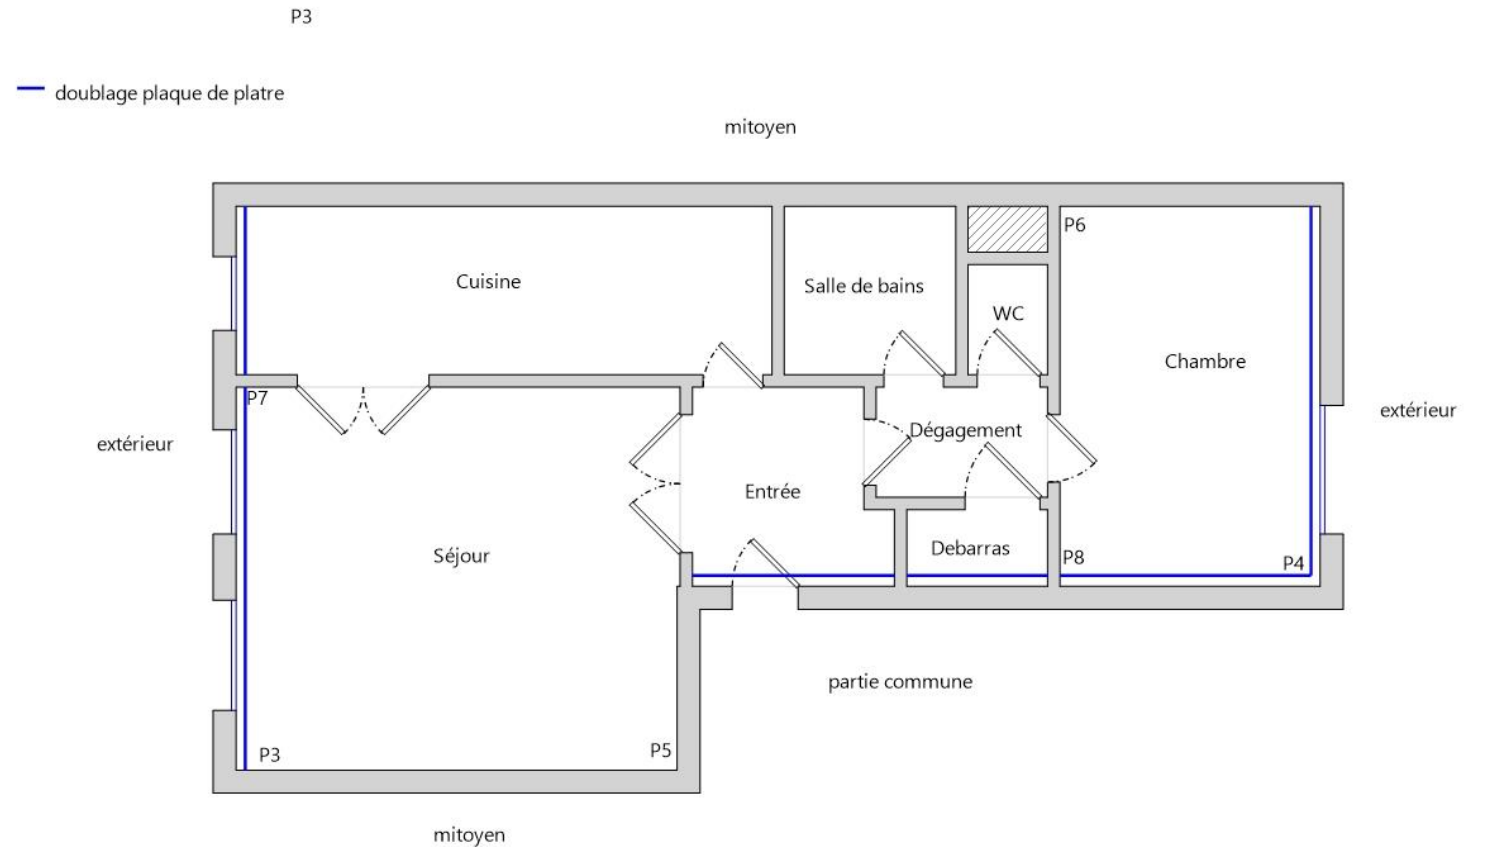 P3
doublage plaque de platre
mitoyen
P6
Cuisine
Salle de bains
WC
Chambre
P7
extérieur
Dégagement
extérieur
Entrée
Séjour
Debarras
P8
P4
partie commune
P3
P5
mitoyen